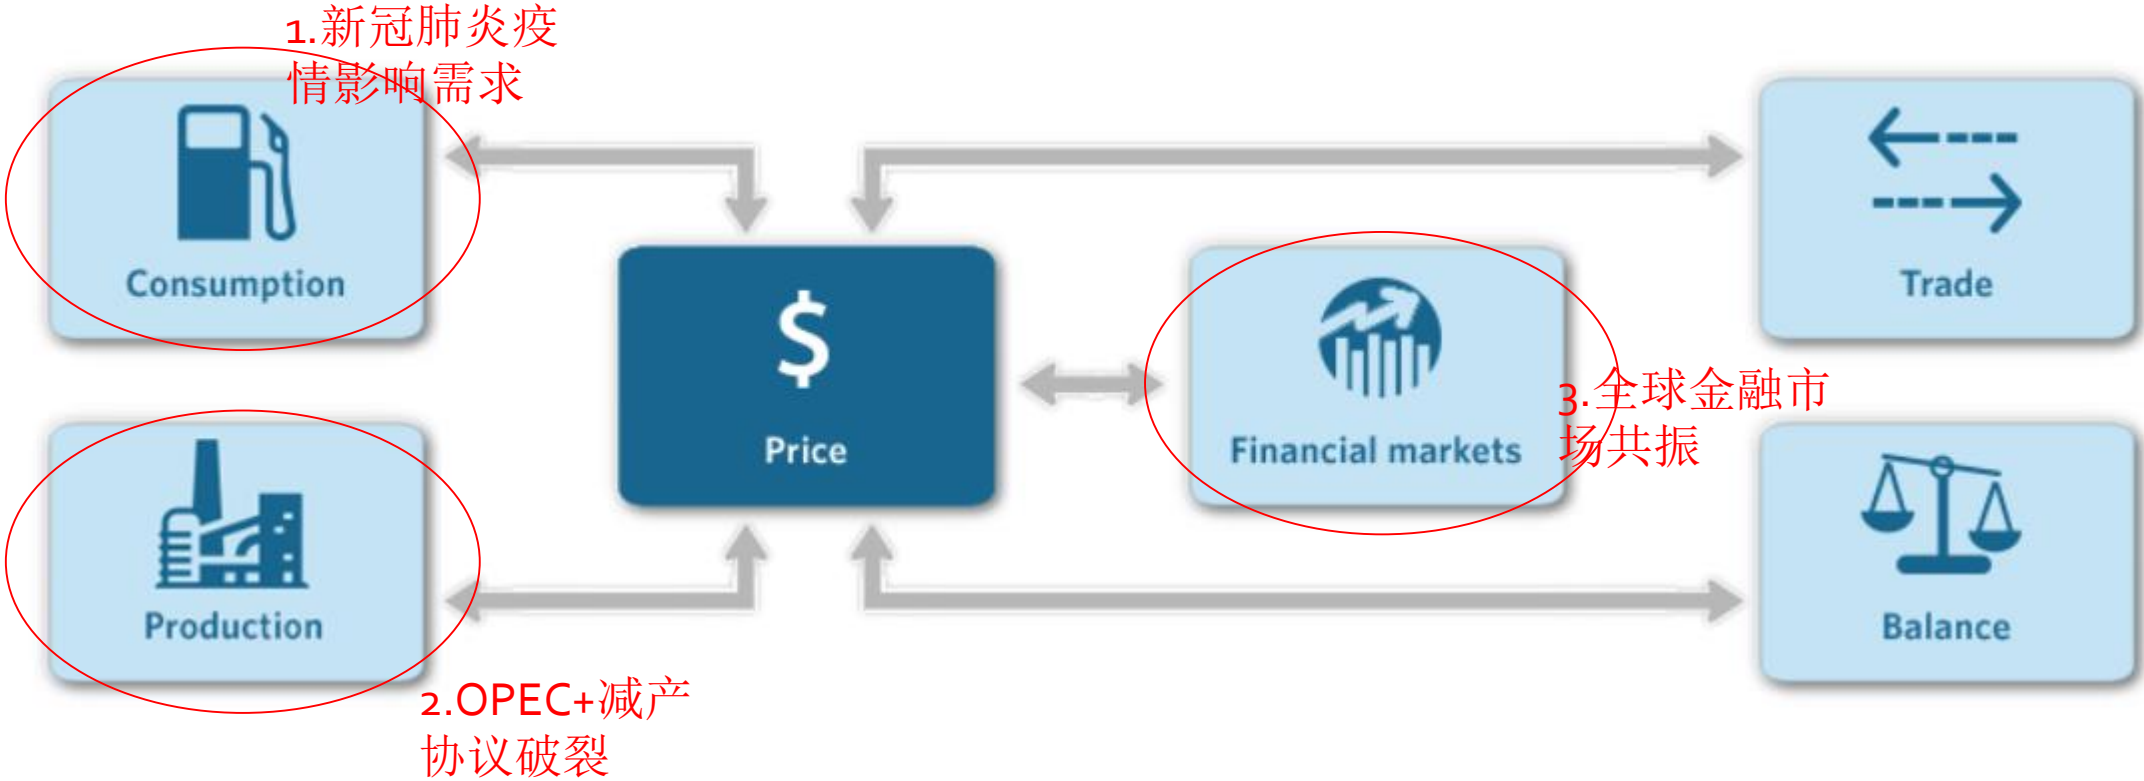 1.新冠肺炎疫
情影响需求
Consumption
Trade
$
Price
Financial markets
3.全球金融市
场共振
Production
Balance
2.OPEC+减产
协议破裂